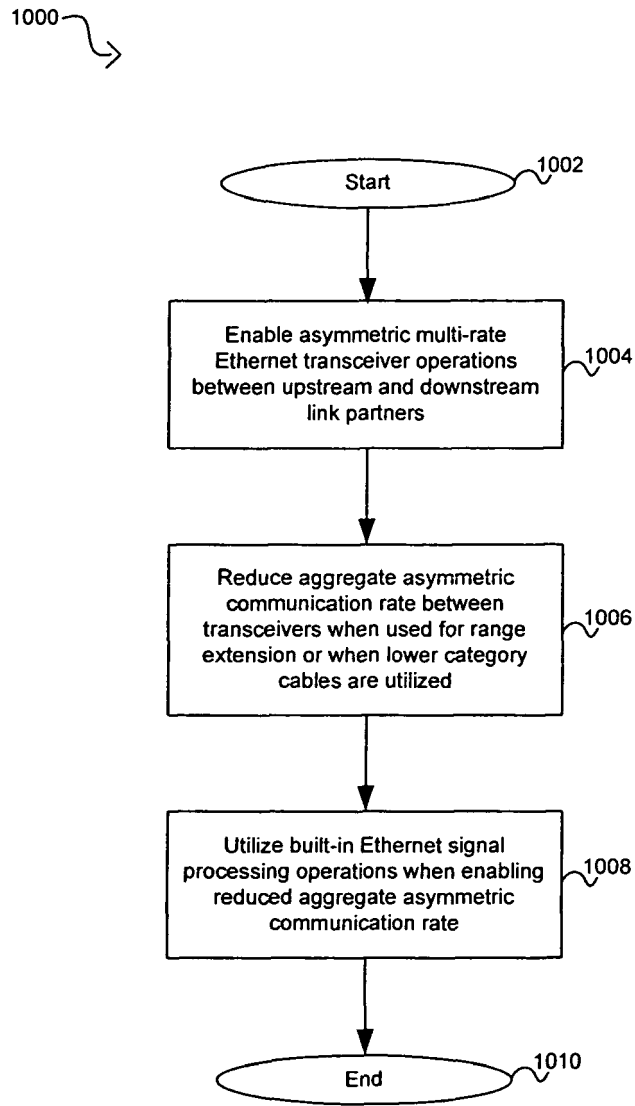 1000
Start
1002
Enable asymmetric multi-rate
Ethernet transceiver operations
between upstream and downstream
link partners
1004
Reduce aggregate asymmetric
communication rate between
transceivers when used for range
extension or when lower category
cables are utilized
1006
Utilize built-in Ethernet signal
processing operations when enabling
reduced aggregate asymmetric
communication rate
1008
End
1010